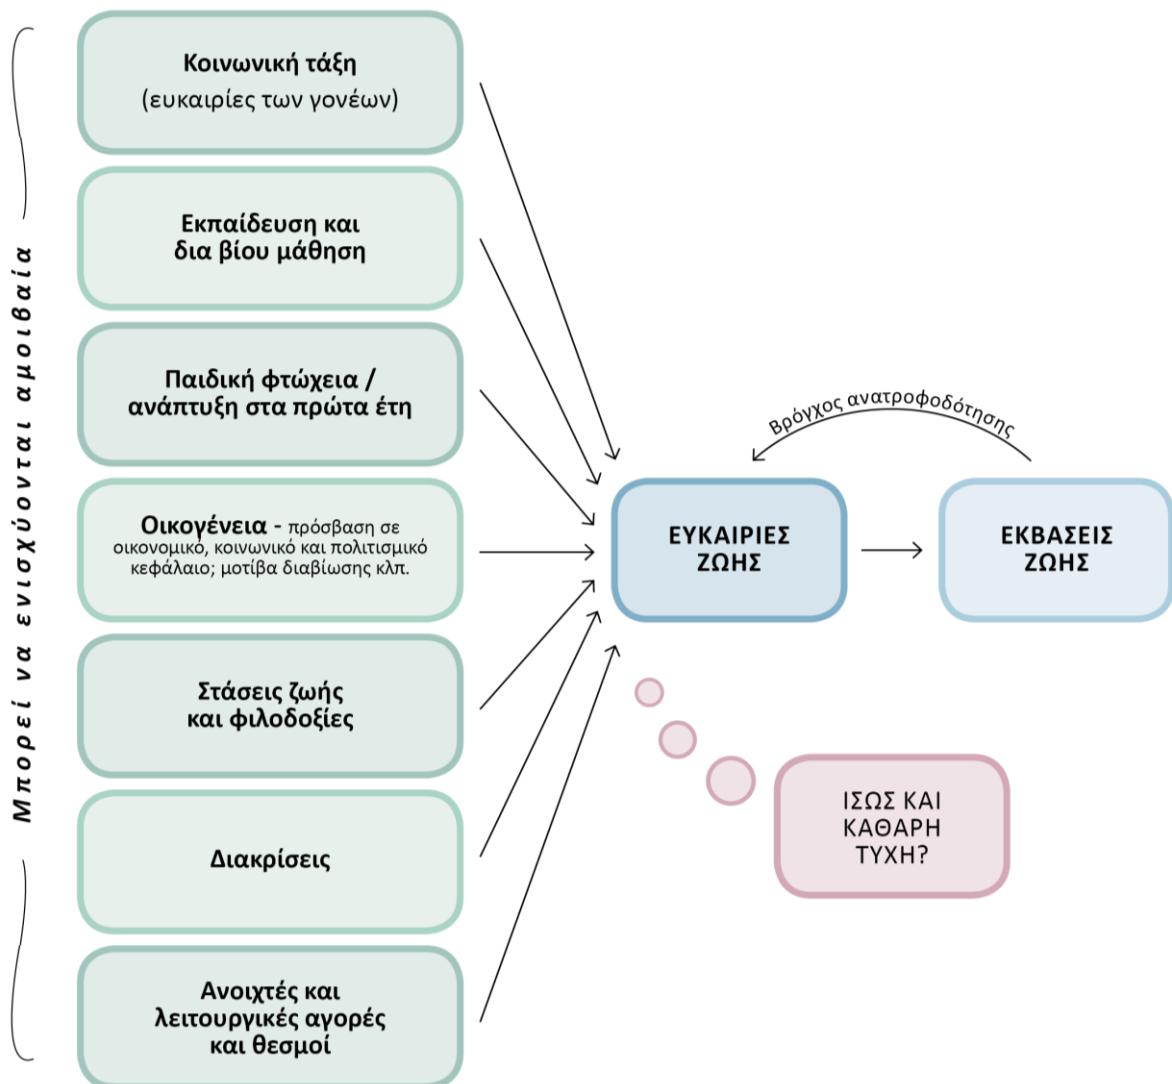 Μπορεί να ενισχύονται αμοιβαία
Κοινωνική τάξη
(ευκαιρίες των γονέων)
Εκπαίδευση και
δια βίου μάθηση
Παιδική φτώχεια /
ανάπτυξη στα πρώτα έτη
Οικογένεια - πρόσβαση σε
οικονομικό, κοινωνικό και πολιτισμικό
κεφάλαιο; μοτίβα διαβίωσης κλπ.
Στάσεις ζωής
και φιλοδοξίες
Διακρίσεις
Ανοιχτές και
λειτουργικές αγορές
και θεσμοί
Βρόγχος ανατροφοδότησης
ΕΥΚΑΙΡΙΕΣ
ΖΩΗΣ
ΕΚΒΑΣΕΙΣ
ΖΩΗΣ
ΙΣΩΣ ΚΑΙ
ΚΑΘΑΡΗ
ΤΥΧΗ?